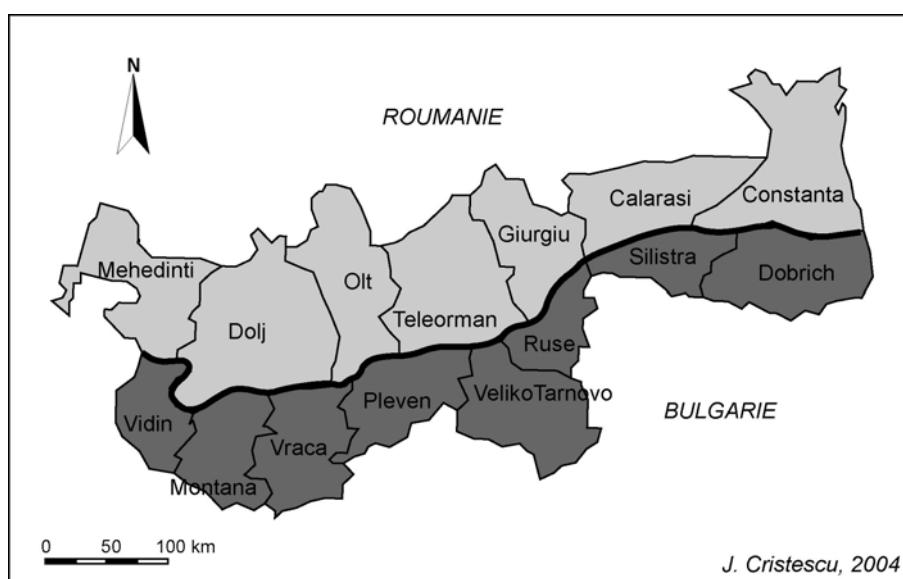 N
ROUMANIE
Calarasi
Constanta
Giurgiu
Mehedinti
Olt
Silistra
Dobrich
Teleorman
Dolj
Ruse
Pleven
VelikoTarnovo
BULGARIE
Vidin
Vraca
Montana
0 50 100 km
J. Cristescu, 2004